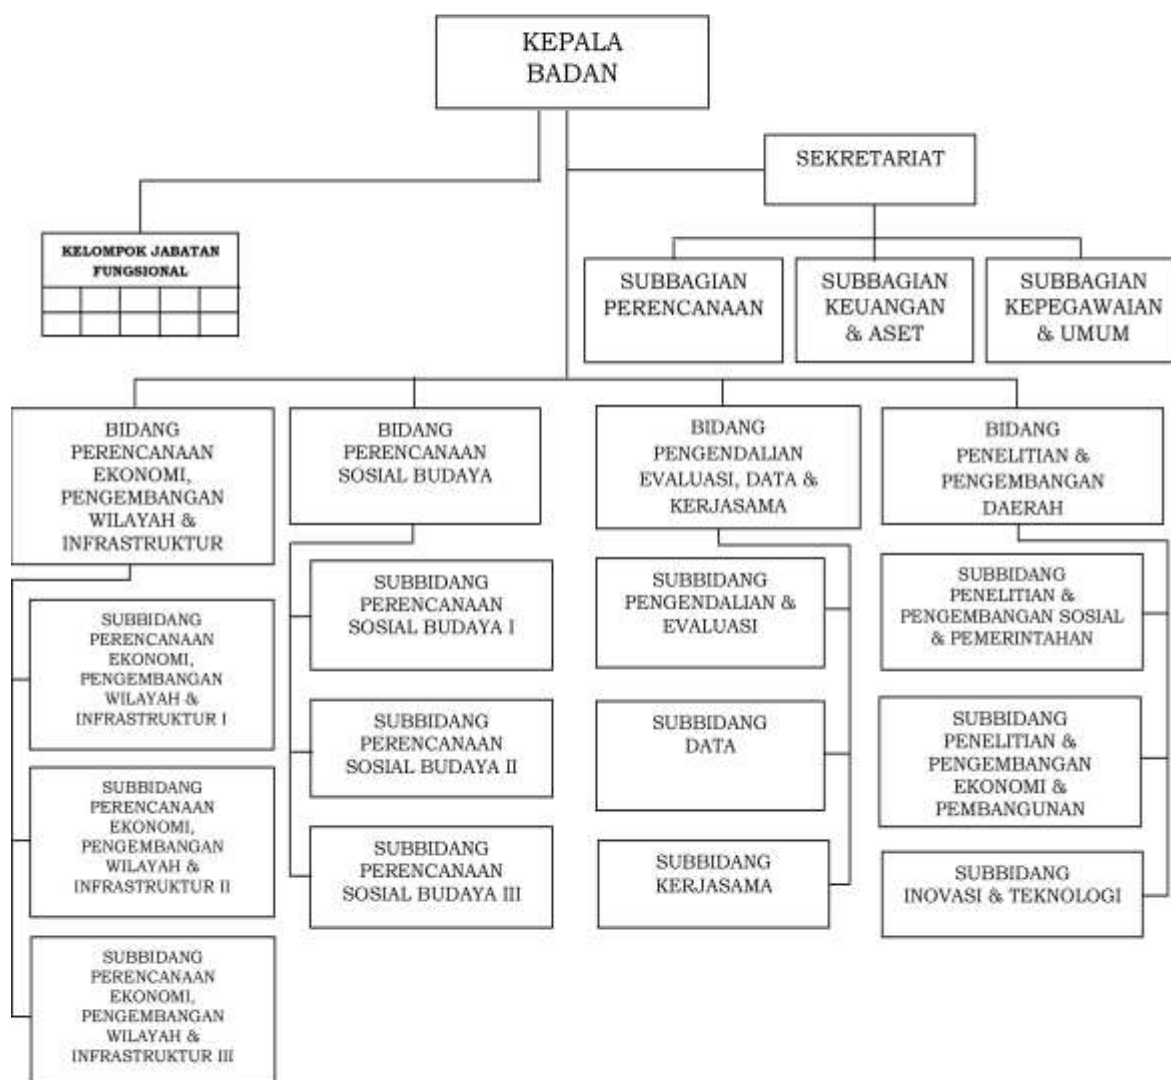 KEPALA
BADAN
SEKRETARIAT
KELOMPOK JABATAN
FUNGSIONAL
SUBBAGIAN
PERENCANAAN
SUBBAGIAN
KEUANGAN
& ASET
SUBBAGIAN
KEPEGAWAIAN
& UMUM
BIDANG
PERENCANAAN
EKONOMI,
PENGEMBANGAN
WILAYAH &
INFRASTRUKTUR
BIDANG
PERENCANAAN
SOSIAL BUDAYA
BIDANG
PENGENDALIAN
EVALUASI, DATA &
KERJASAMA
BIDANG
PENELITIAN &
PENGEMBANGAN
DAERAH
SUBBIDANG
PERENCANAAN
EKONOMI,
PENGEMBANGAN
WILAYAH &
INFRASTRUKTUR I
SUBBIDANG
PERENCANAAN
EKONOMI,
PENGEMBANGAN
WILAYAH &
INFRASTRUKTUR II
SUBBIDANG
PERENCANAAN
EKONOMI,
PENGEMBANGAN
WILAYAH &
INFRASTRUKTUR III
SUBBIDANG
PERENCANAAN
SOSIAL BUDAYA I
SUBBIDANG
PERENCANAAN
SOSIAL BUDAYA II
SUBBIDANG
PERENCANAAN
SOSIAL BUDAYA III
SUBBIDANG
PENGENDALIAN &
EVALUASI
SUBBIDANG
DATA
SUBBIDANG
KERJASAMA
SUBBIDANG
PENELITIAN &
PENGEMBANGAN SOSIAL
& PEMERINTAHAN
SUBBIDANG
PENELITIAN &
PENGEMBANGAN
EKONOMI &
PEMBANGUNAN
SUBBIDANG
INOVASI & TEKNOLOGI